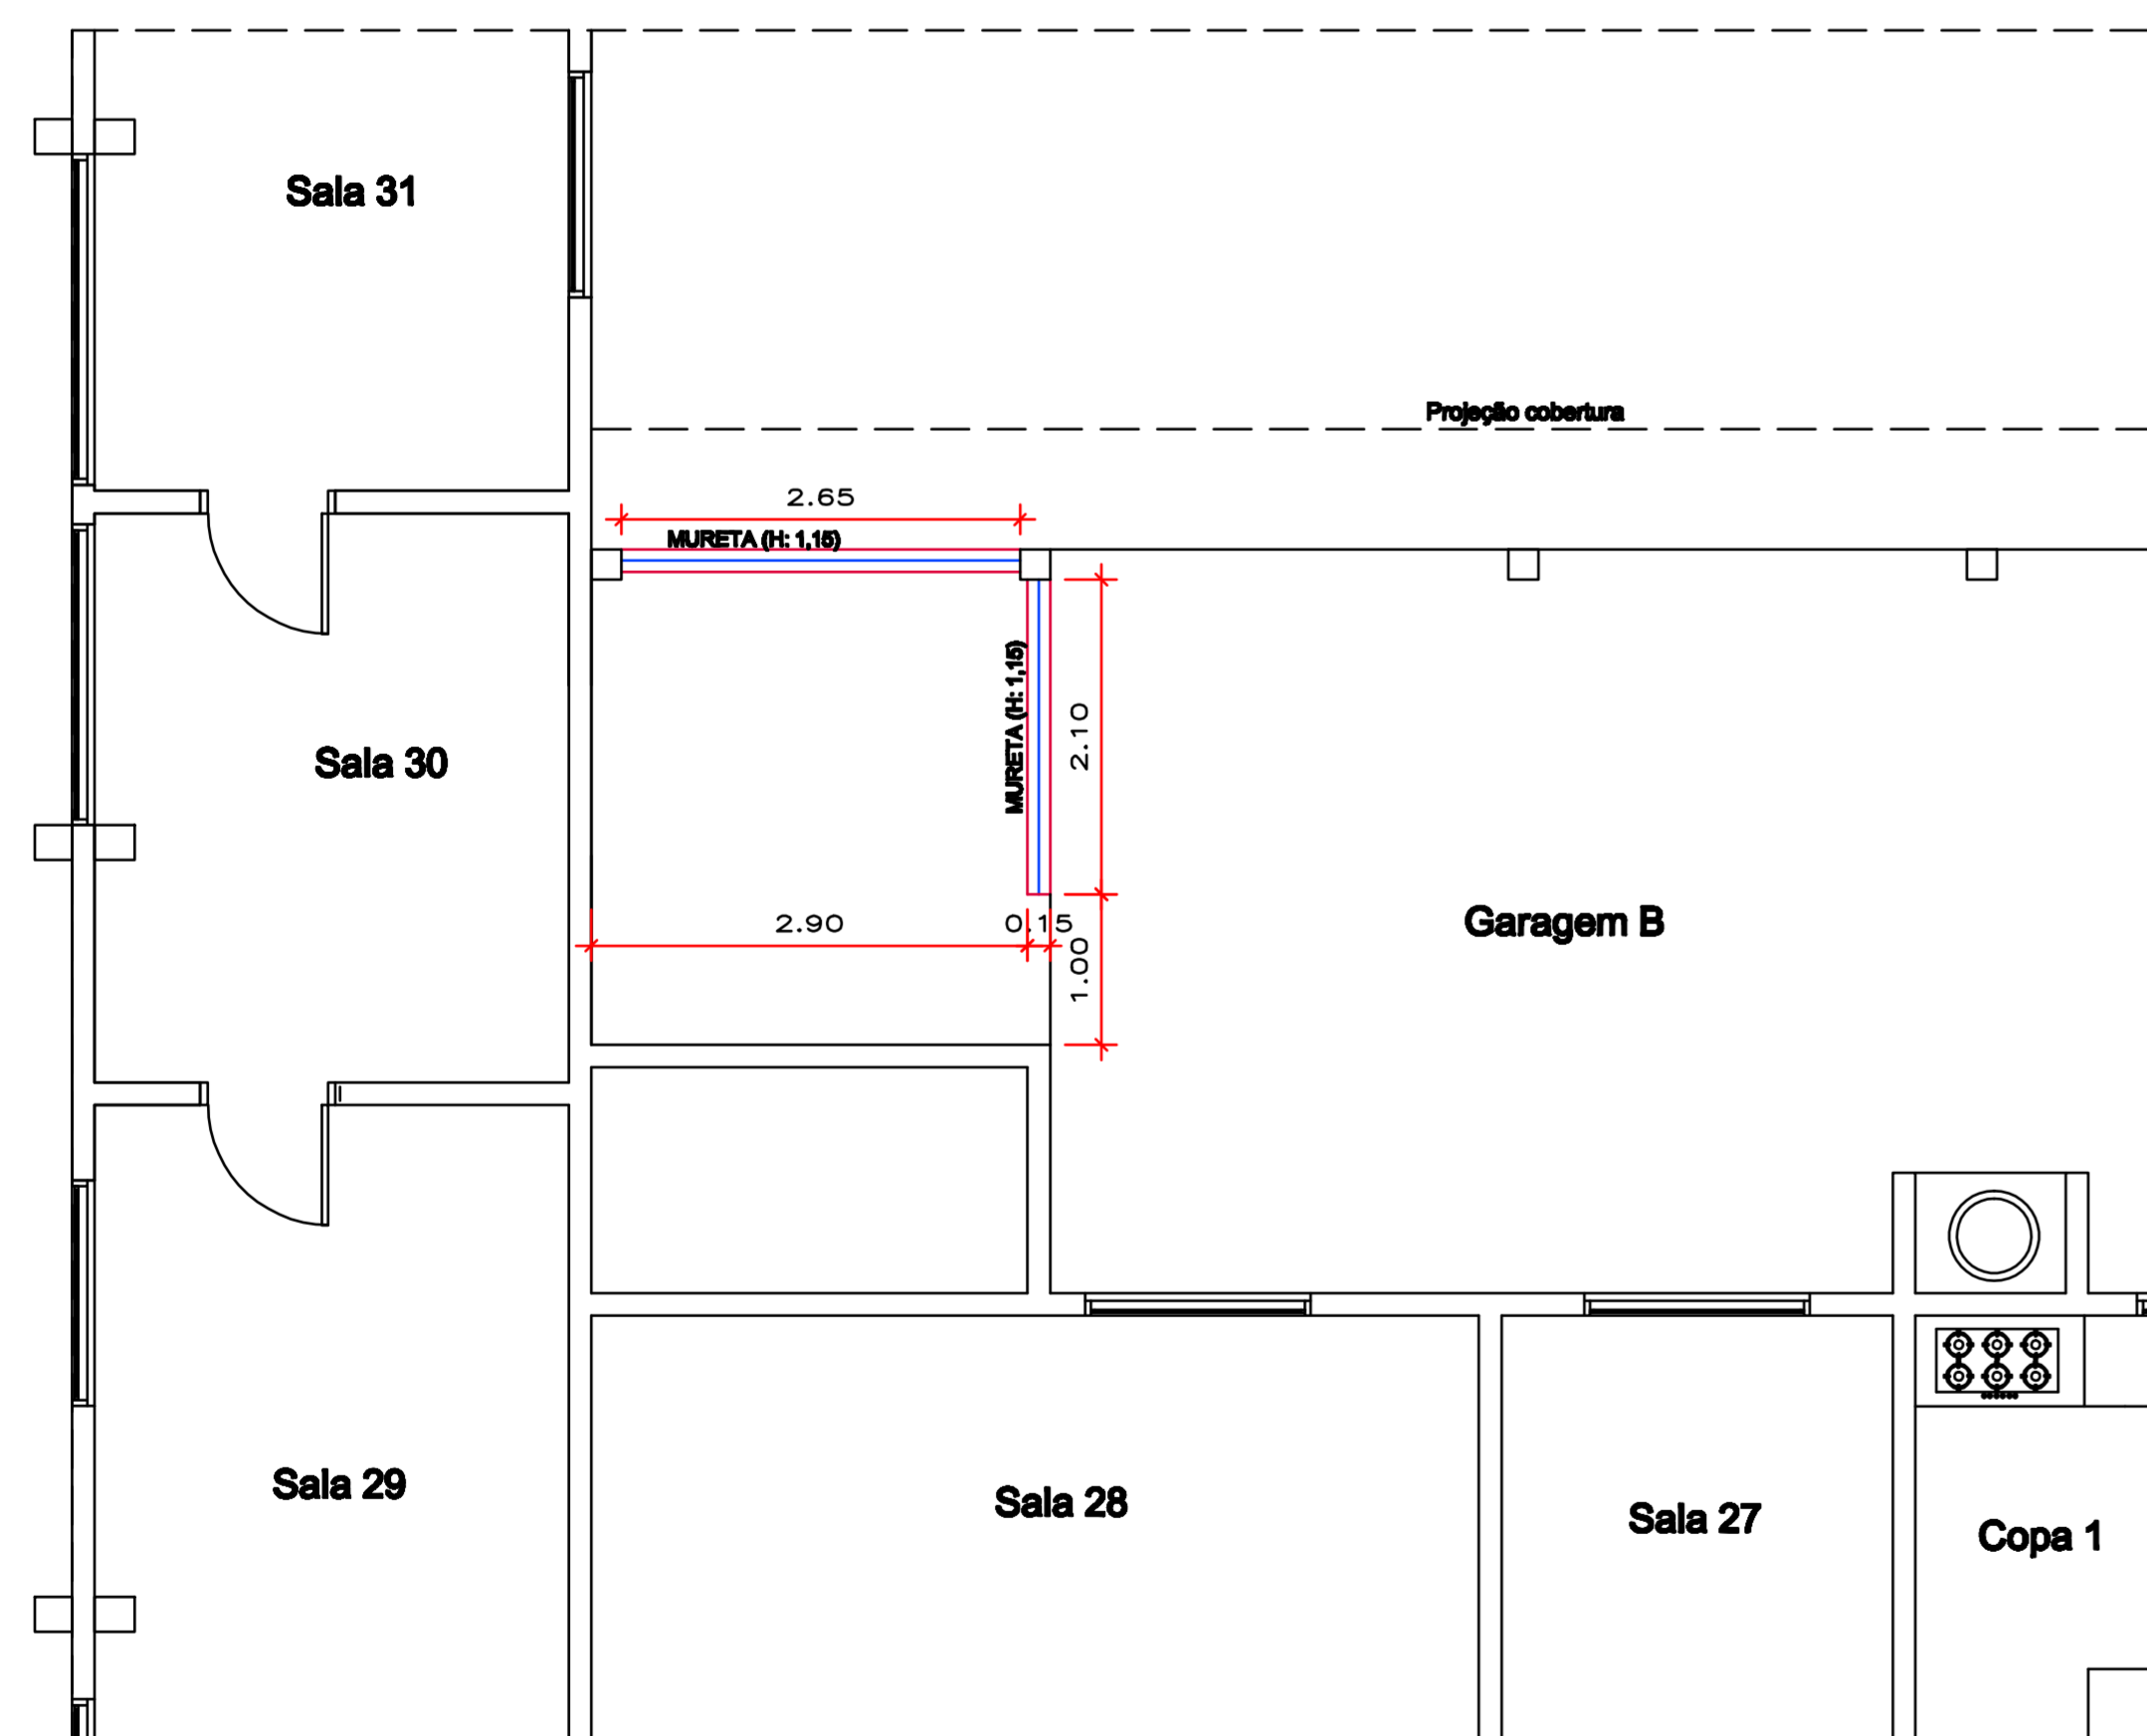 Sala 31
Projeção cobertura
2.65
MURETA (H: 1,15)
MURETA (H: 1,15)
2.10
Sala 30
2.90
0.15
1.00
Garagem B
Sala 29
Sala 28
Sala 27
Copa 1